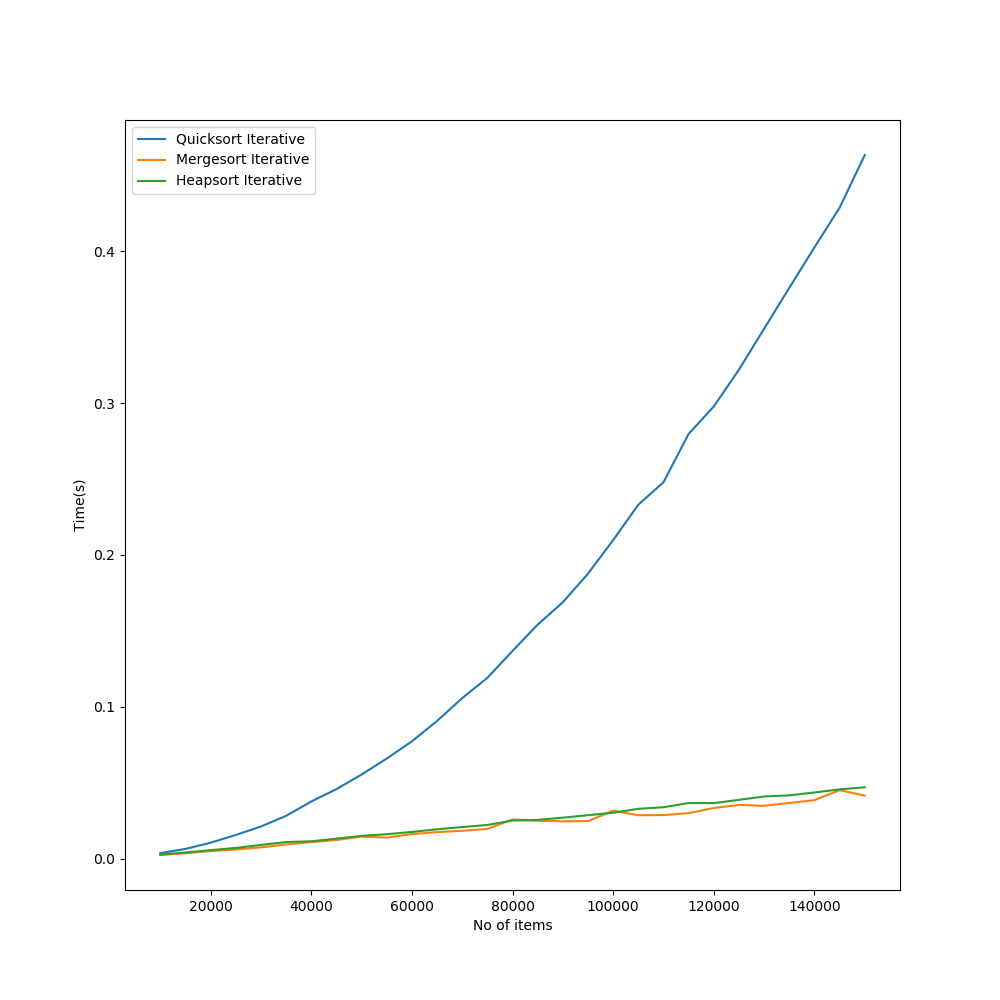 Quicksort Iterative
Mergesort Iterative
Heapsort Iterative
0.4
0.3
0.2
0.1
0.0
Time(s)
20000 40000 60000 80000 100000 120000 140000
No of items